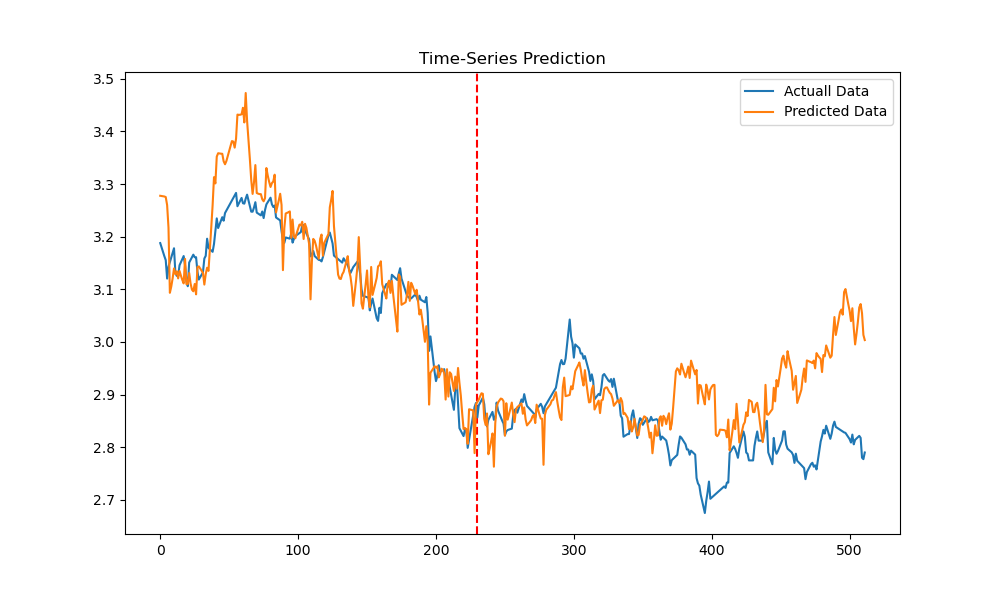 Time-Series Prediction
Actuall Data
Predicted Data
3.5
3.4
3.3
3.2
3.1
3.0
2.9
2.8
2.7
0 100 200 300 400 500